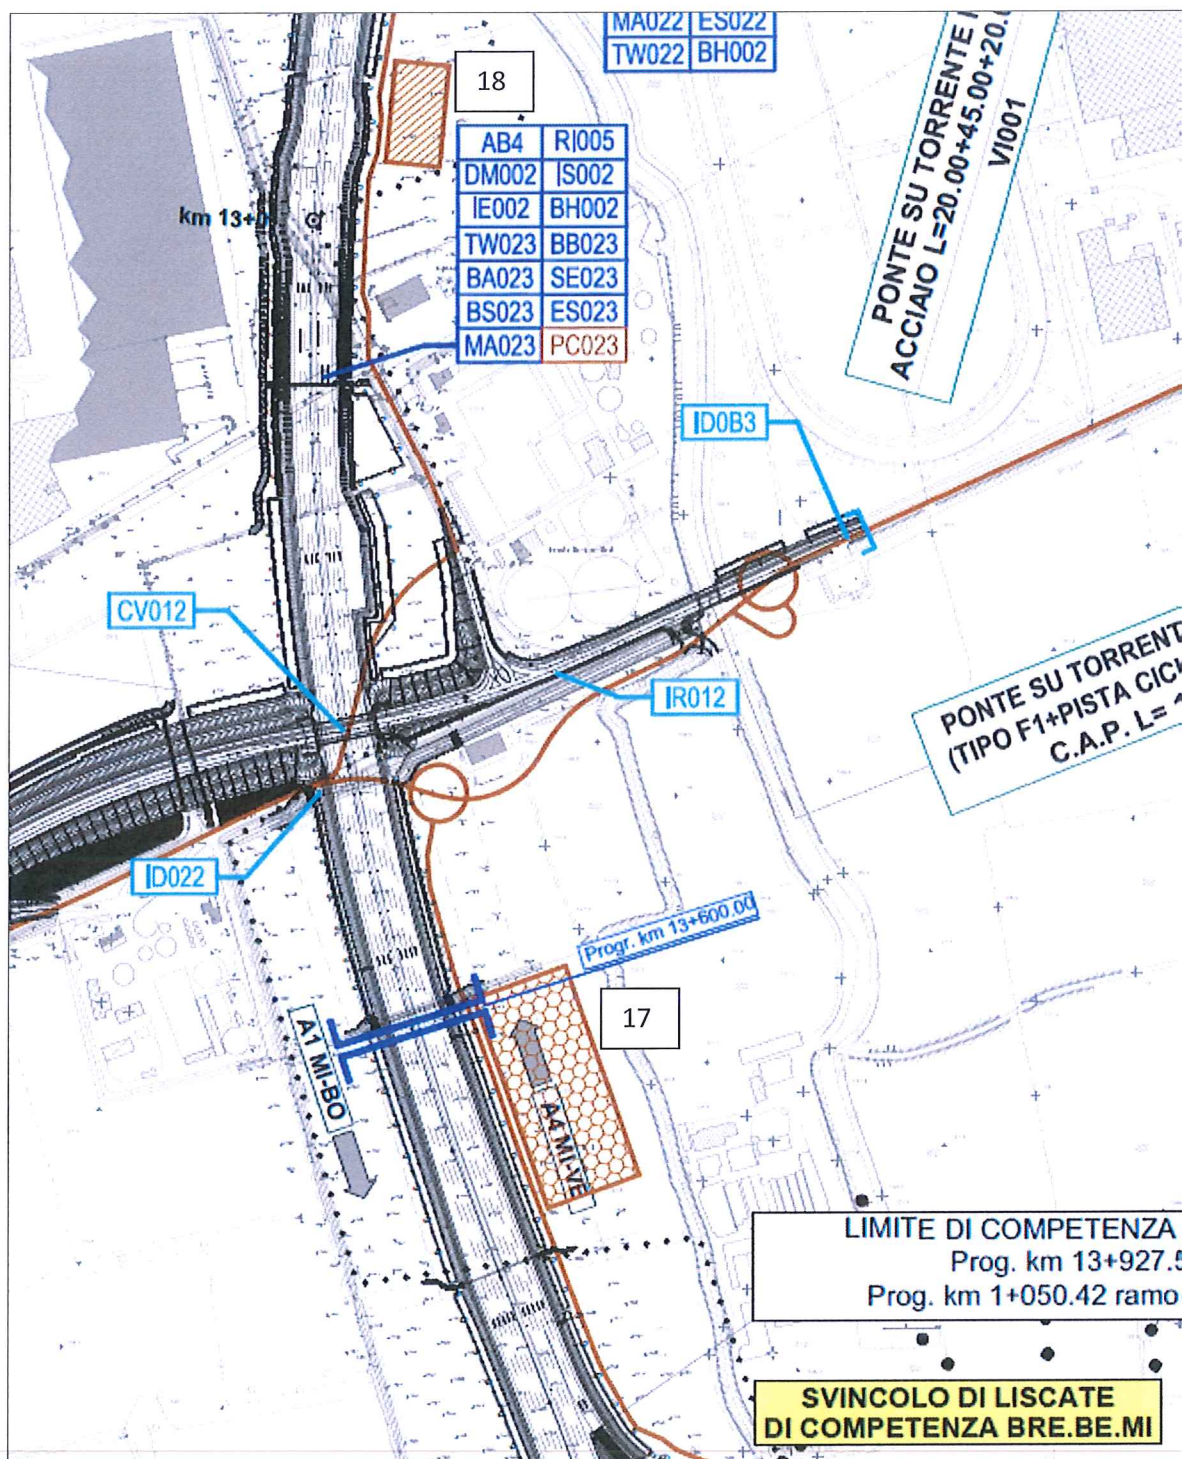 MA022 ES022
TW022 BH002
18
AB4 RI005
DM002 IS002
IE002 BH002
TW023 BB023
BA023 SE023
BS023 ES023
MA023 PC023
km 13+
PONTE SU TORRENTE
ACCIAIO L=20.00+45.00+20.
VI001
ID0B3
CV012
IR012
PONTE SU TORRENT
(TIPO F1+PISTA CICL
C.A.P. L=
ID022
Progr. km 13+600.00
17
A1 MI-BO
A4 MI-VE
LIMITE DI COMPETENZA
Prog. km 13+927.5
Prog. km 1+050.42 ramo
SVINCOLO DI LISCATE
DI COMPETENZA BRE.BE.MI